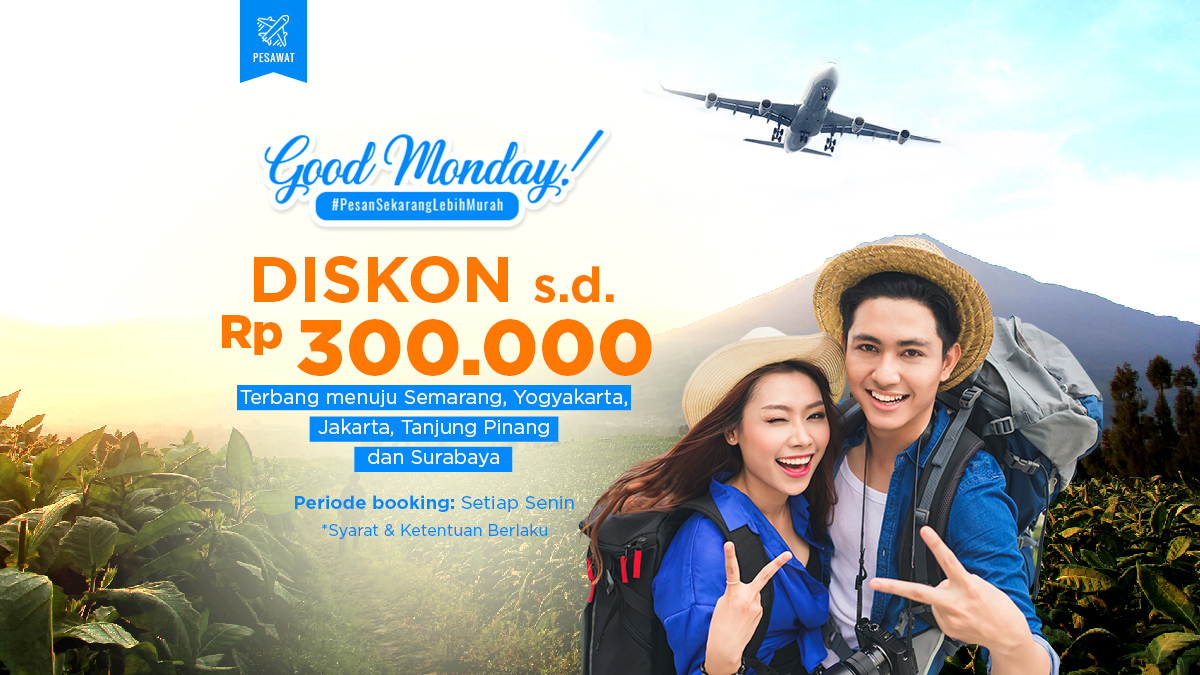 PESAWAT
Good Monday!
#PesanSekarangLebihMurah
DISKON s.d.
Rp 300.000
Terbang menuju Semarang, Yogyakarta,
Jakarta, Tanjung Pinang
dan Surabaya
Periode booking: Setiap Senin
*Syarat & Ketentuan Berlaku